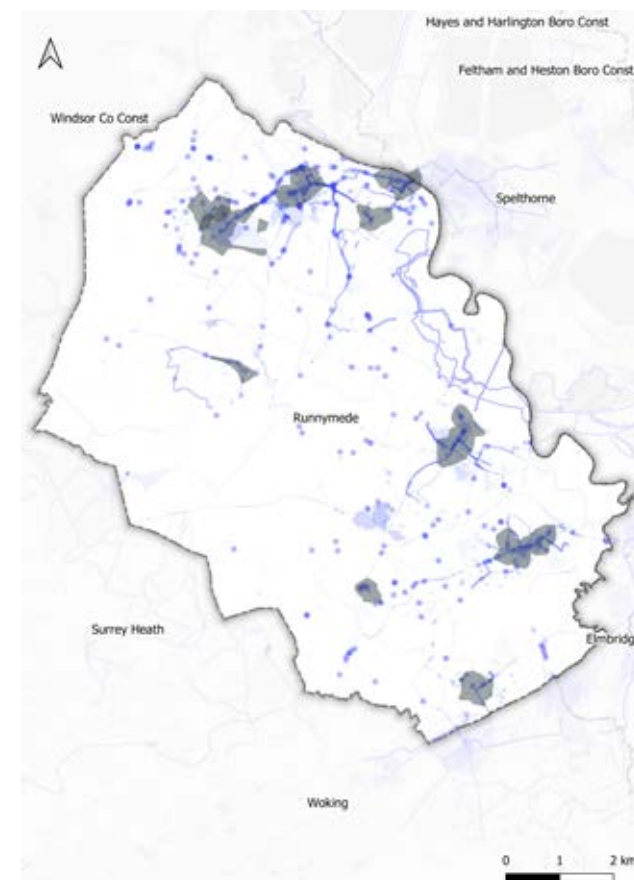 Hayes and Harlington Boro Const
Feltham and Heston Boro Const
Windsor Co Const
Spelthorne
Runnymede
Surrey Heath
Elmbridg
Woking
0 1 2 km